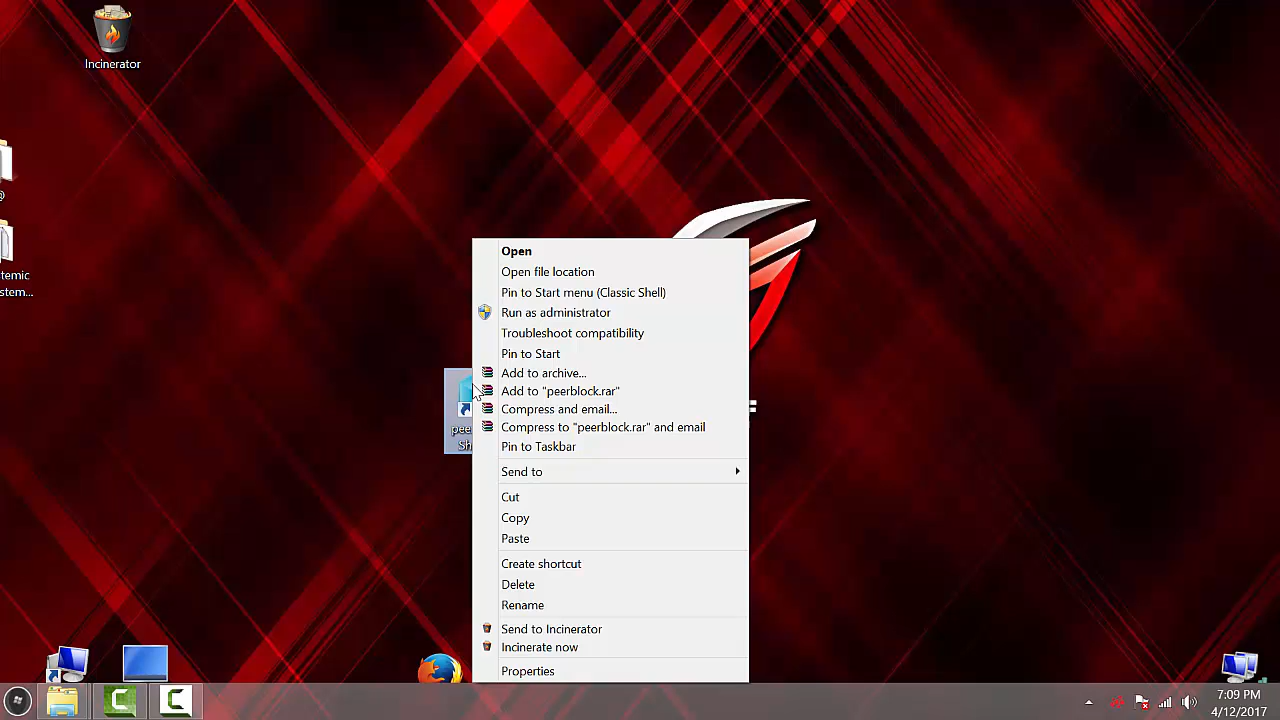 Incinerator
@
temic
stem...
Open
Open file location
Pin to Start menu (Classic Shell)
Run as administrator
Troubleshoot compatibility
Pin to Start
Add to archive...
Add to "peerblock.rar"
Compress and email...
Compress to "peerblock.rar" and email
Pin to Taskbar
Send to
Cut
Copy
Paste
Create shortcut
Delete
Rename
Send to Incinerator
Incinerate now
Properties
pee
Sh
7:09 PM
4/12/2017